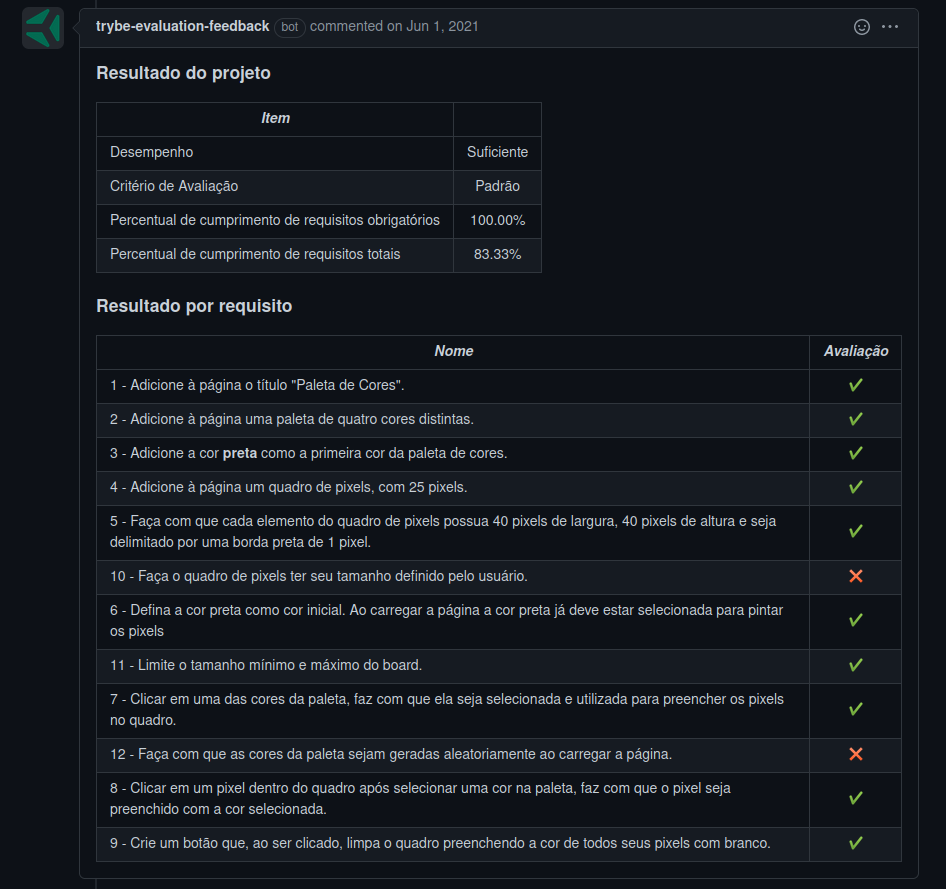 trybe-evaluation-feedback bot commented on Jun 1, 2021
Resultado do projeto
Item
Desempenho Suficiente
Critério de Avaliação Padrão
Percentual de cumprimento de requisitos obrigatórios 100.00%
Percentual de cumprimento de requisitos totais 83.33%
Resultado por requisito
Nome Avaliação
1 - Adicione à página o título "Paleta de Cores". ✔
2 - Adicione à página uma paleta de quatro cores distintas. ✔
3 - Adicione a cor preta como a primeira cor da paleta de cores. ✔
4 - Adicione à página um quadro de pixels, com 25 pixels. ✔
5 - Faça com que cada elemento do quadro de pixels possua 40 pixels de largura, 40 pixels de altura e seja
delimitado por uma borda preta de 1 pixel. ✔
10 - Faça o quadro de pixels ter seu tamanho definido pelo usuário. ❌
6 - Defina a cor preta como cor inicial. Ao carregar a página a cor preta já deve estar selecionada para pintar
os pixels ✔
11 - Limite o tamanho mínimo e máximo do board. ✔
7 - Clicar em uma das cores da paleta, faz com que ela seja selecionada e utilizada para preencher os pixels
no quadro. ✔
12 - Faça com que as cores da paleta sejam geradas aleatoriamente ao carregar a página. ❌
8 - Clicar em um pixel dentro do quadro após selecionar uma cor na paleta, faz com que o pixel seja
preenchido com a cor selecionada. ✔
9 - Crie um botão que, ao ser clicado, limpa o quadro preenchendo a cor de todos seus pixels com branco. ✔